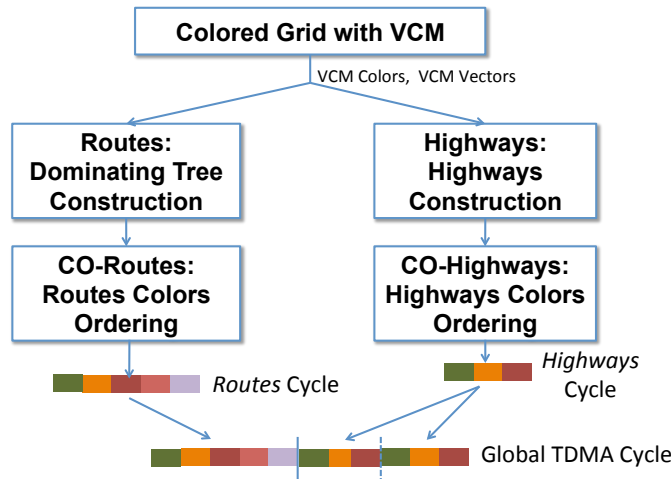 Colored Grid with VCM
VCM Colors, VCM Vectors
Routes:
Dominating Tree
Construction
Highways:
Highways
Construction
CO-Routes:
Routes Colors
Ordering
CO-Highways:
Highways Colors
Ordering
Routes Cycle
Highways
Cycle
Global TDMA Cycle